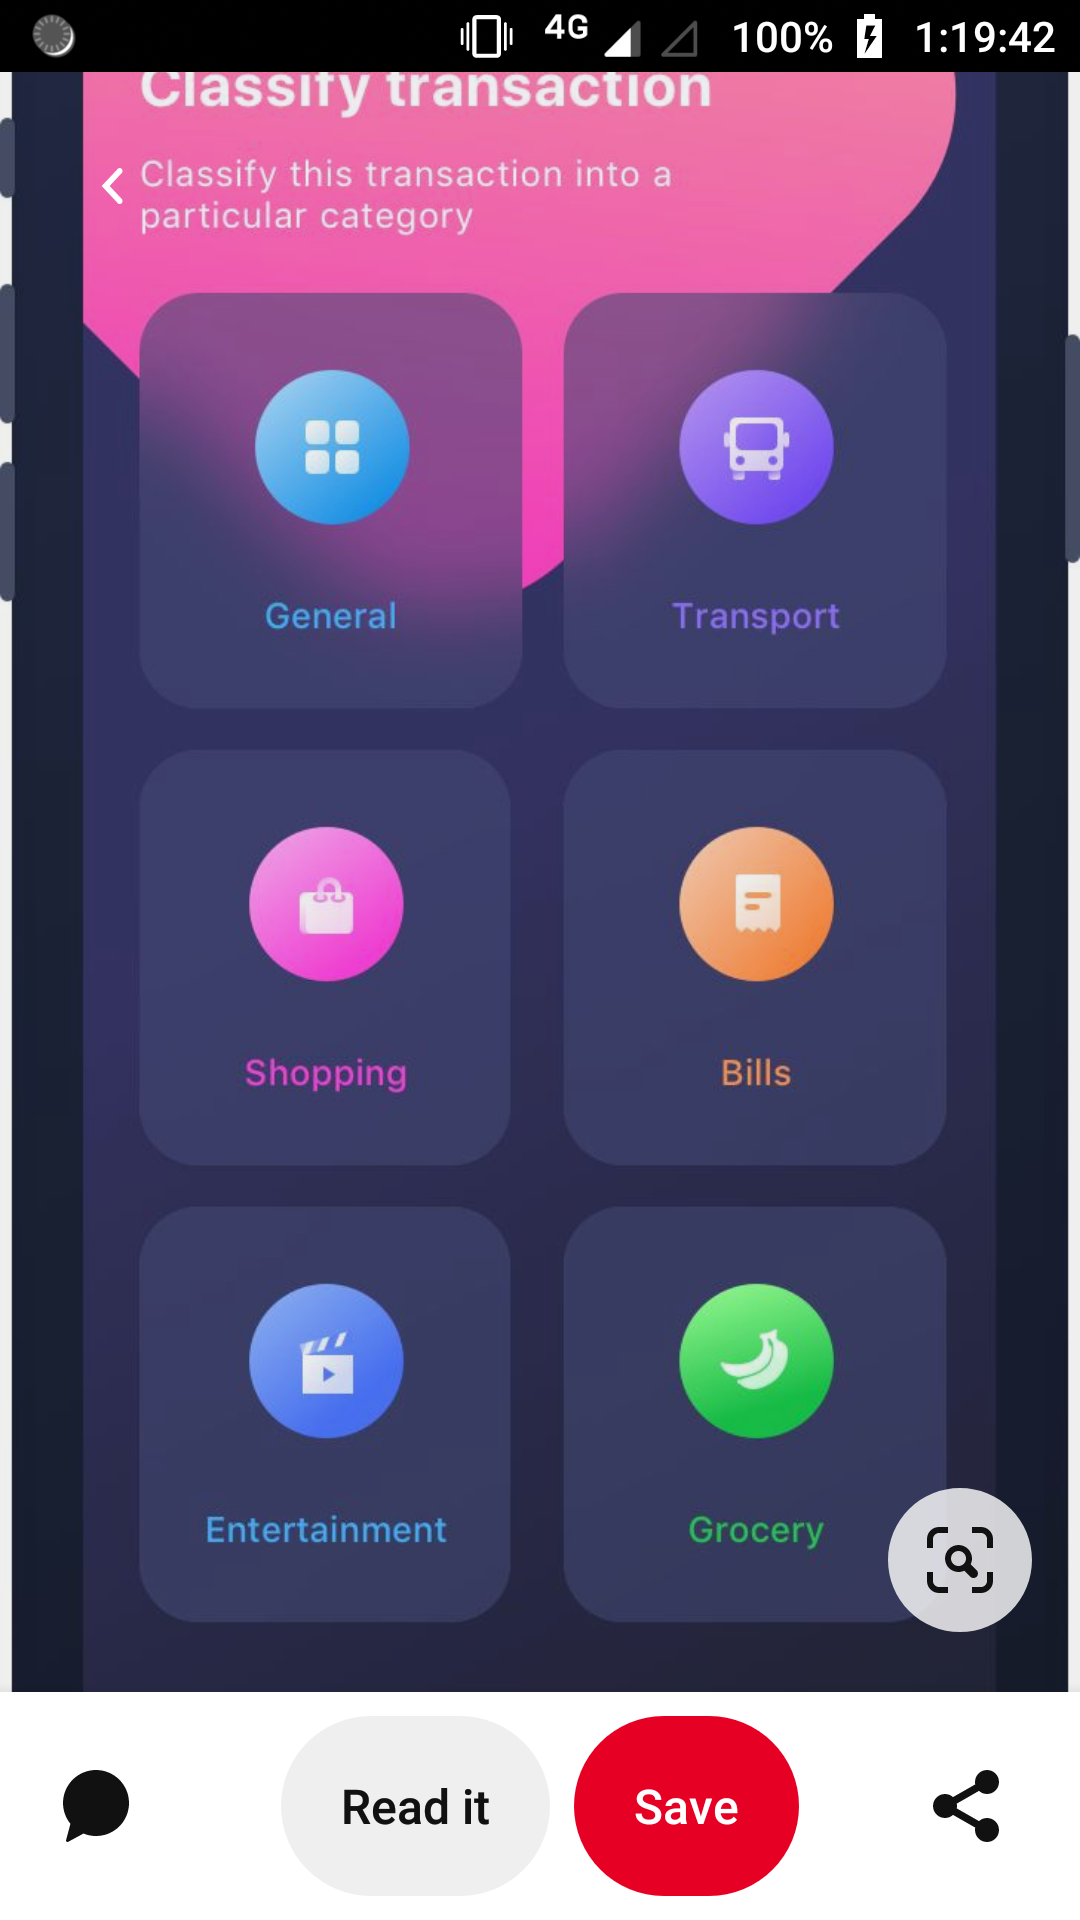 4G 100% 1:19:42
Classify transaction
Classify this transaction into a
particular category
General Transport
Shopping Bills
Entertainment Grocery
Read it Save